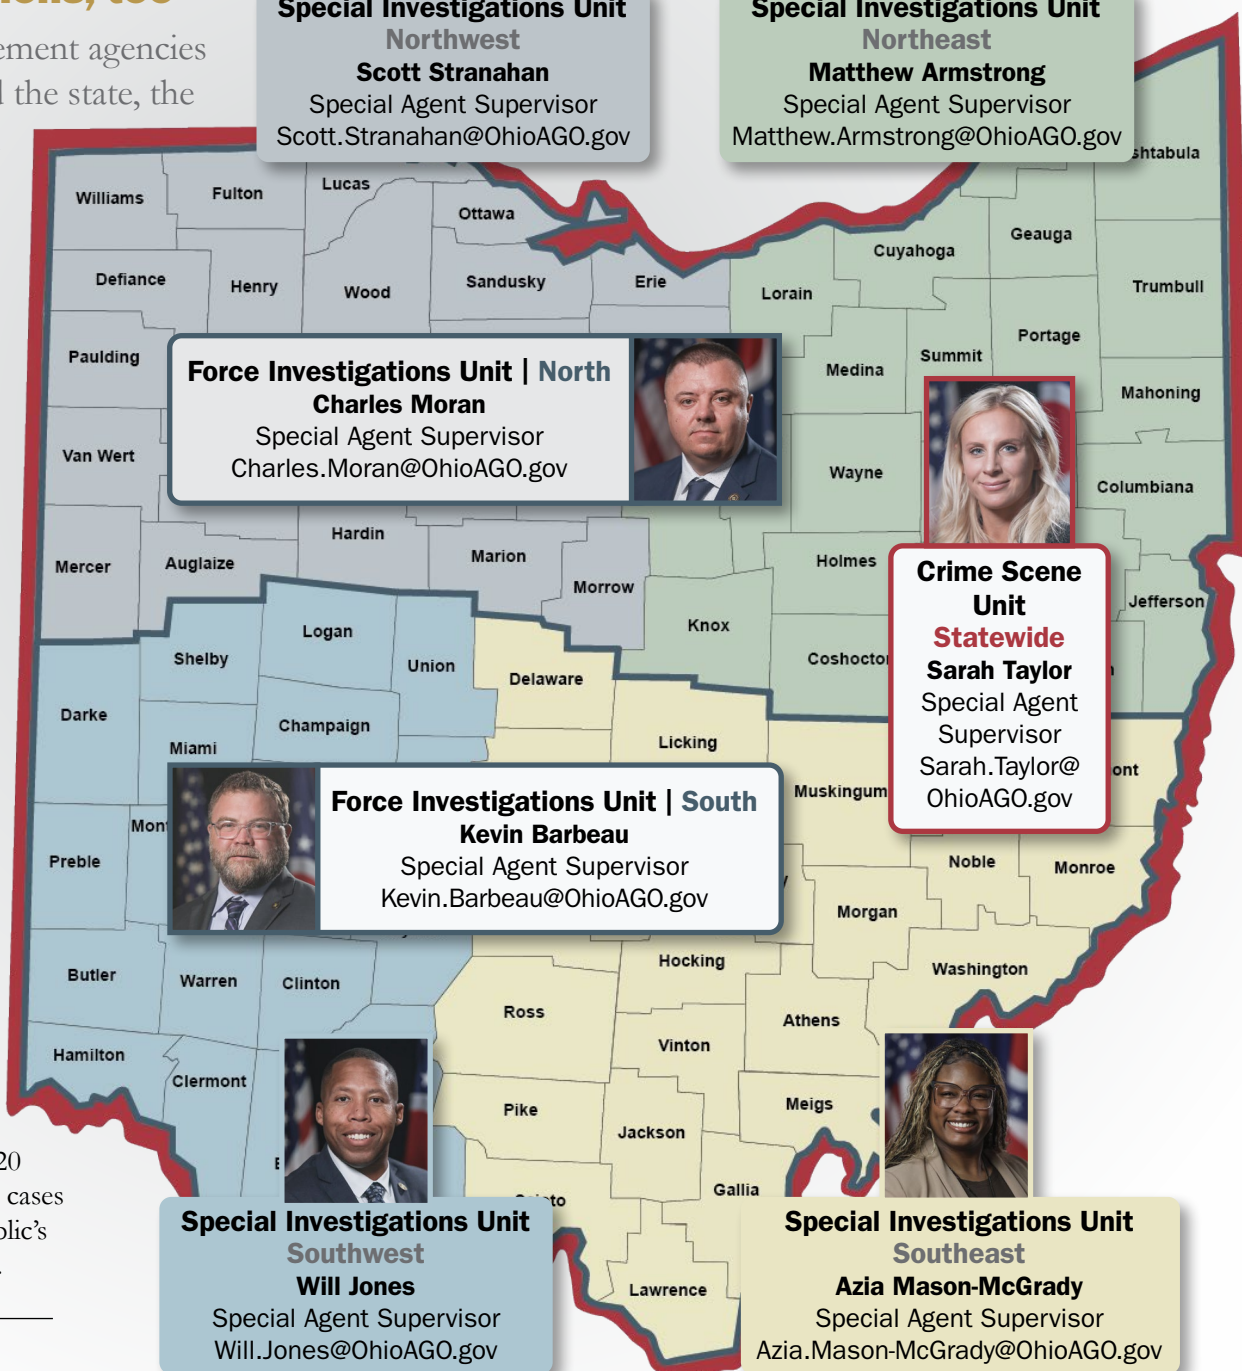 too
ement agencies
the state, the
Special Investigations Unit
Northwest
Scott Stranahan
Special Agent Supervisor
Scott.Stranahan@OhioAGO.gov
Special Investigations Unit
Northeast
Matthew Armstrong
Special Agent Supervisor
Matthew.Armstrong@OhioAGO.gov
shtabula
Williams
Fulton
Lucas
Ottawa
Geauga
Cuyahoga
Defiance
Henry
Wood
Sandusky
Erie
Lorain
Trumbull
Paulding
Medina
Summit
Portage
Mahoning
Force Investigations Unit | North
Charles Moran
Special Agent Supervisor
Charles.Moran@OhioAGO.gov
Van Wert
Wayne
Columbiana
Mercer
Auglaize
Hardin
Marion
Morrow
Holmes
Jefferson
Knox
Coshocto
Crime Scene
Unit
Statewide
Sarah Taylor
Special Agent
Supervisor
Sarah.Taylor@
OhioAGO.gov
Logan
Shelby
Union
Delaware
Darke
Champaign
Miami
Licking
Muskingum
ont
Mon
Preble
Force Investigations Unit | South
Kevin Barbeau
Special Agent Supervisor
Kevin.Barbeau@OhioAGO.gov
Noble
Monroe
Morgan
Butler
Warren
Clinton
Hocking
Washington
Ross
Athens
Hamilton
Vinton
Clermont
Pike
Jackson
Meigs
Gallia
to
20
cases
olic's
Special Investigations Unit
Southwest
Will Jones
Special Agent Supervisor
Will.Jones@OhioAGO.gov
Lawrence
Special Investigations Unit
Southeast
Azia Mason-McGrady
Special Agent Supervisor
Azia.Mason-McGrady@OhioAGO.gov